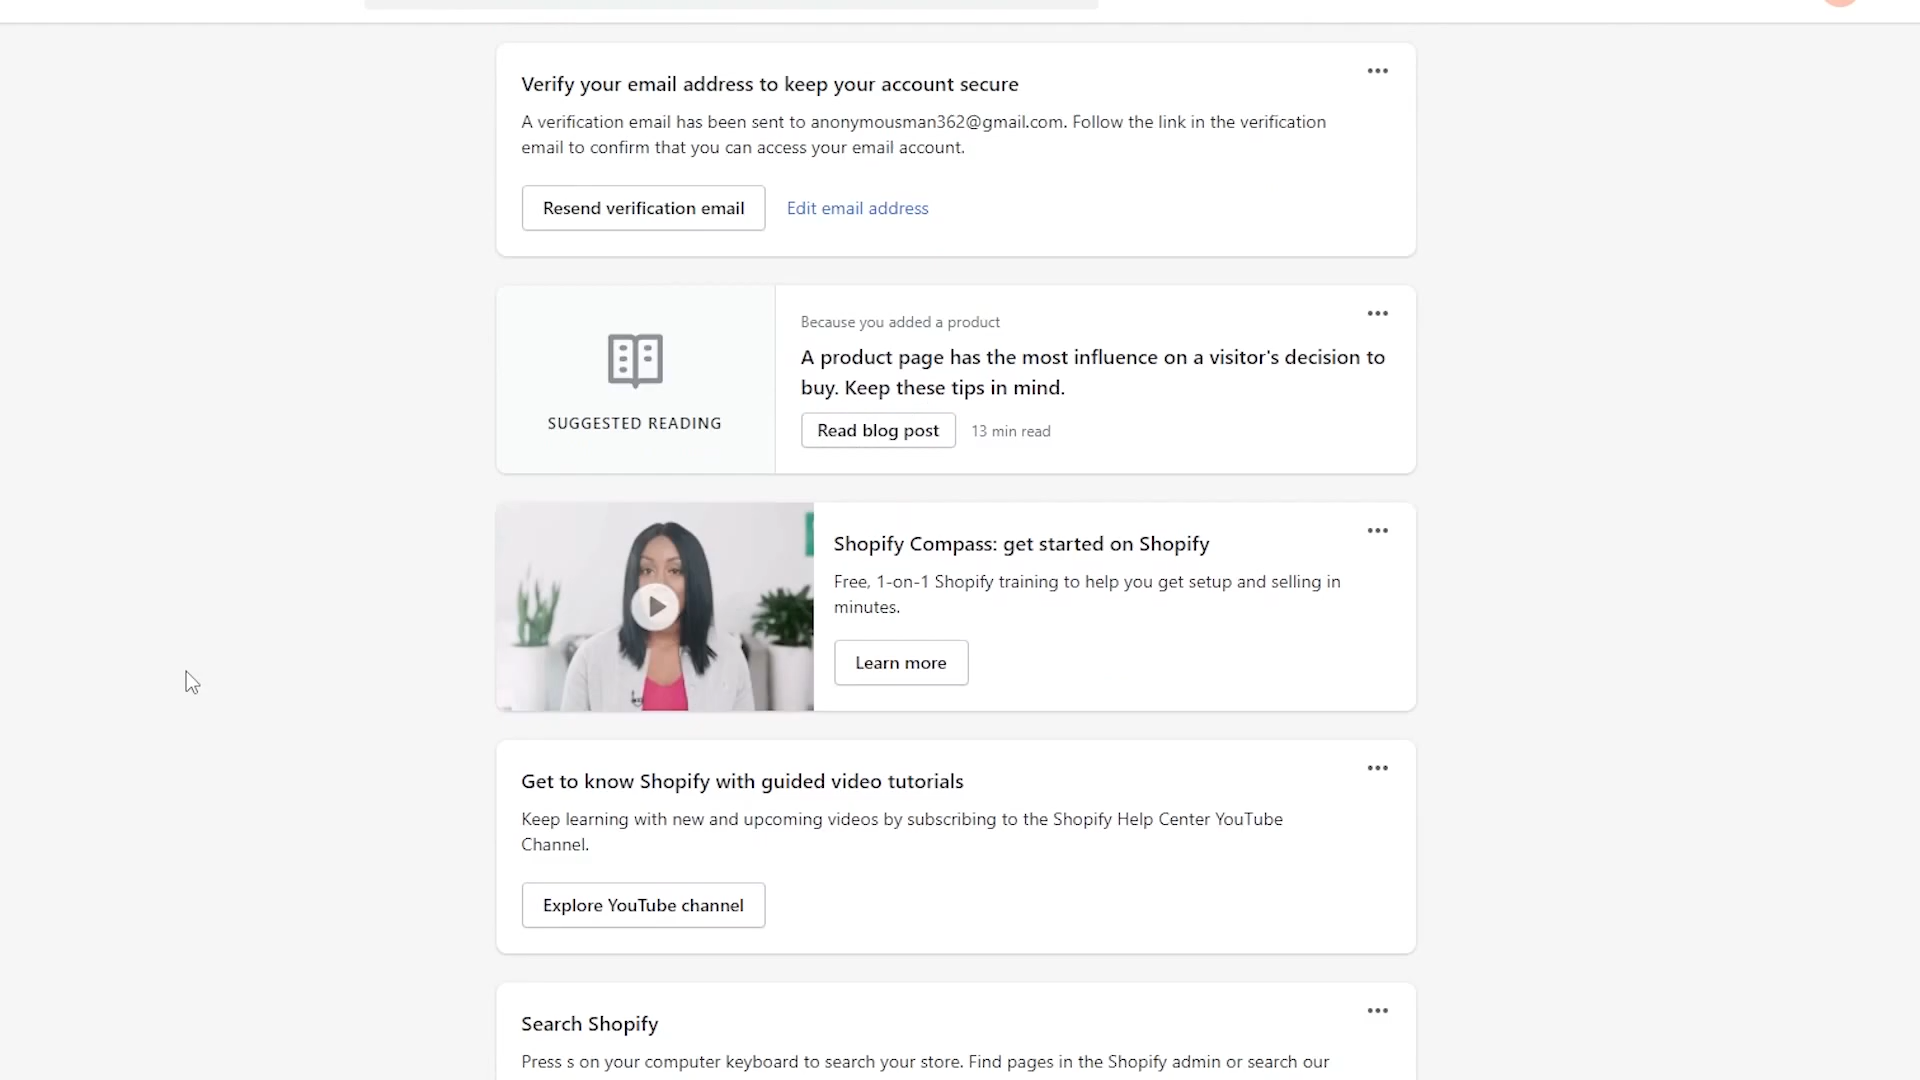 Verify your email address to keep your account secure
A verification email has been sent to anonymousman362@gmail.com. Follow the link in the verification
email to confirm that you can access your email account.
Resend verification email
Edit email address
SUGGESTED READING
Because you added a product
A product page has the most influence on a visitor's decision to
buy. Keep these tips in mind.
Read blog post
13 min read
Shopify Compass: get started on Shopify
Free, 1-on-1 Shopify training to help you get setup and selling in
minutes.
Learn more
Get to know Shopify with guided video tutorials
Keep learning with new and upcoming videos by subscribing to the Shopify Help Center YouTube
Channel.
Explore YouTube channel
Search Shopify
Press s on your computer keyboard to search your store. Find pages in the Shopify admin or search our